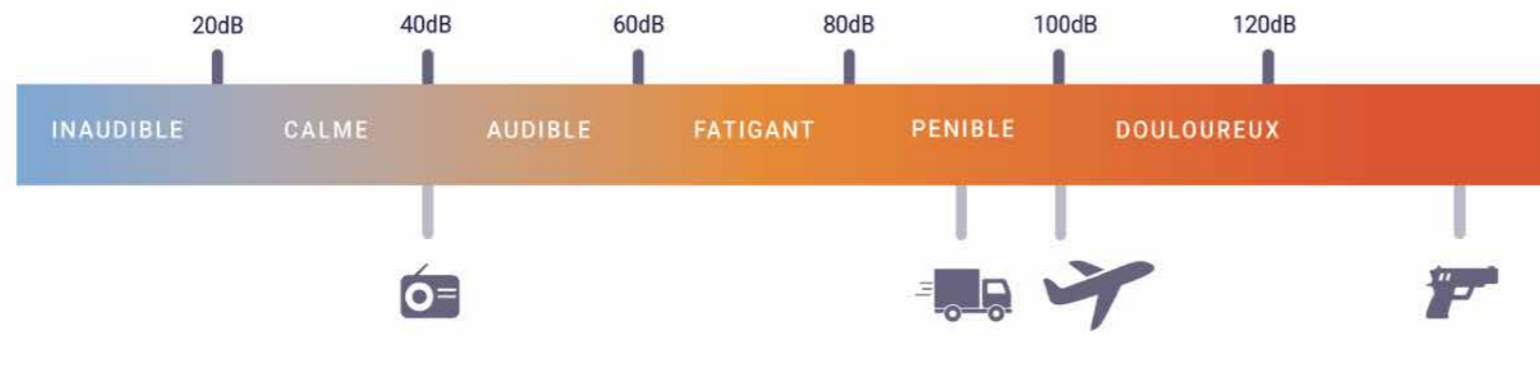 20dB 40dB 60dB 80dB 100dB 120dB
INAUDIBLE CALME AUDIBLE FATIGANT PENIBLE DOULOUREUX